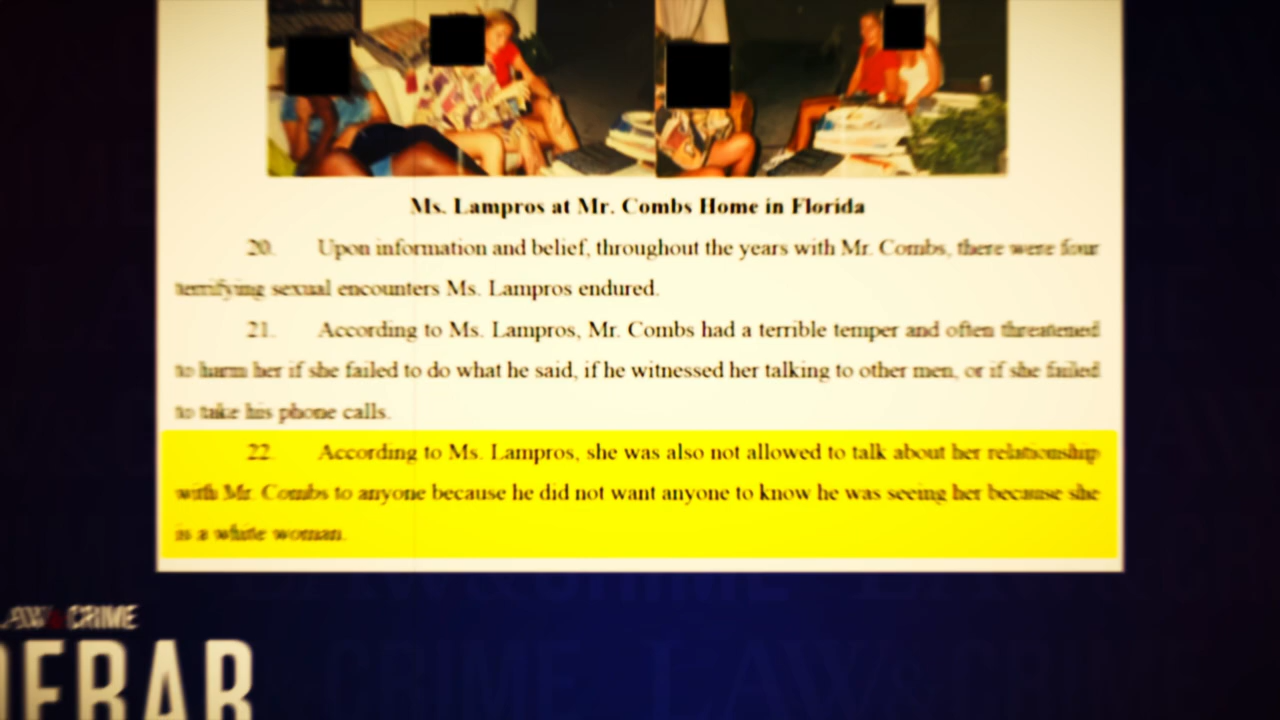 Ms. Lampros at Mr. Combs Home in Florida
20. Upon information and belief, throughout the years with Mr. Combs, there were four
terrifying sexual encounters Ms. Lampros endured.
21. According to Ms. Lampros, Mr. Combs had a terrible temper and often threatened
to harm her if she failed to do what he said, if he witnessed her talking to other men, or if she failed
to take his phone calls.
22. According to Ms. Lampros, she was also not allowed to talk about her relationship
with Mr. Combs to anyone because he did not want anyone to know he was seeing her because she
is a white woman.
LAW & CRIME
DEBAR
CRIME LAW & CRIME